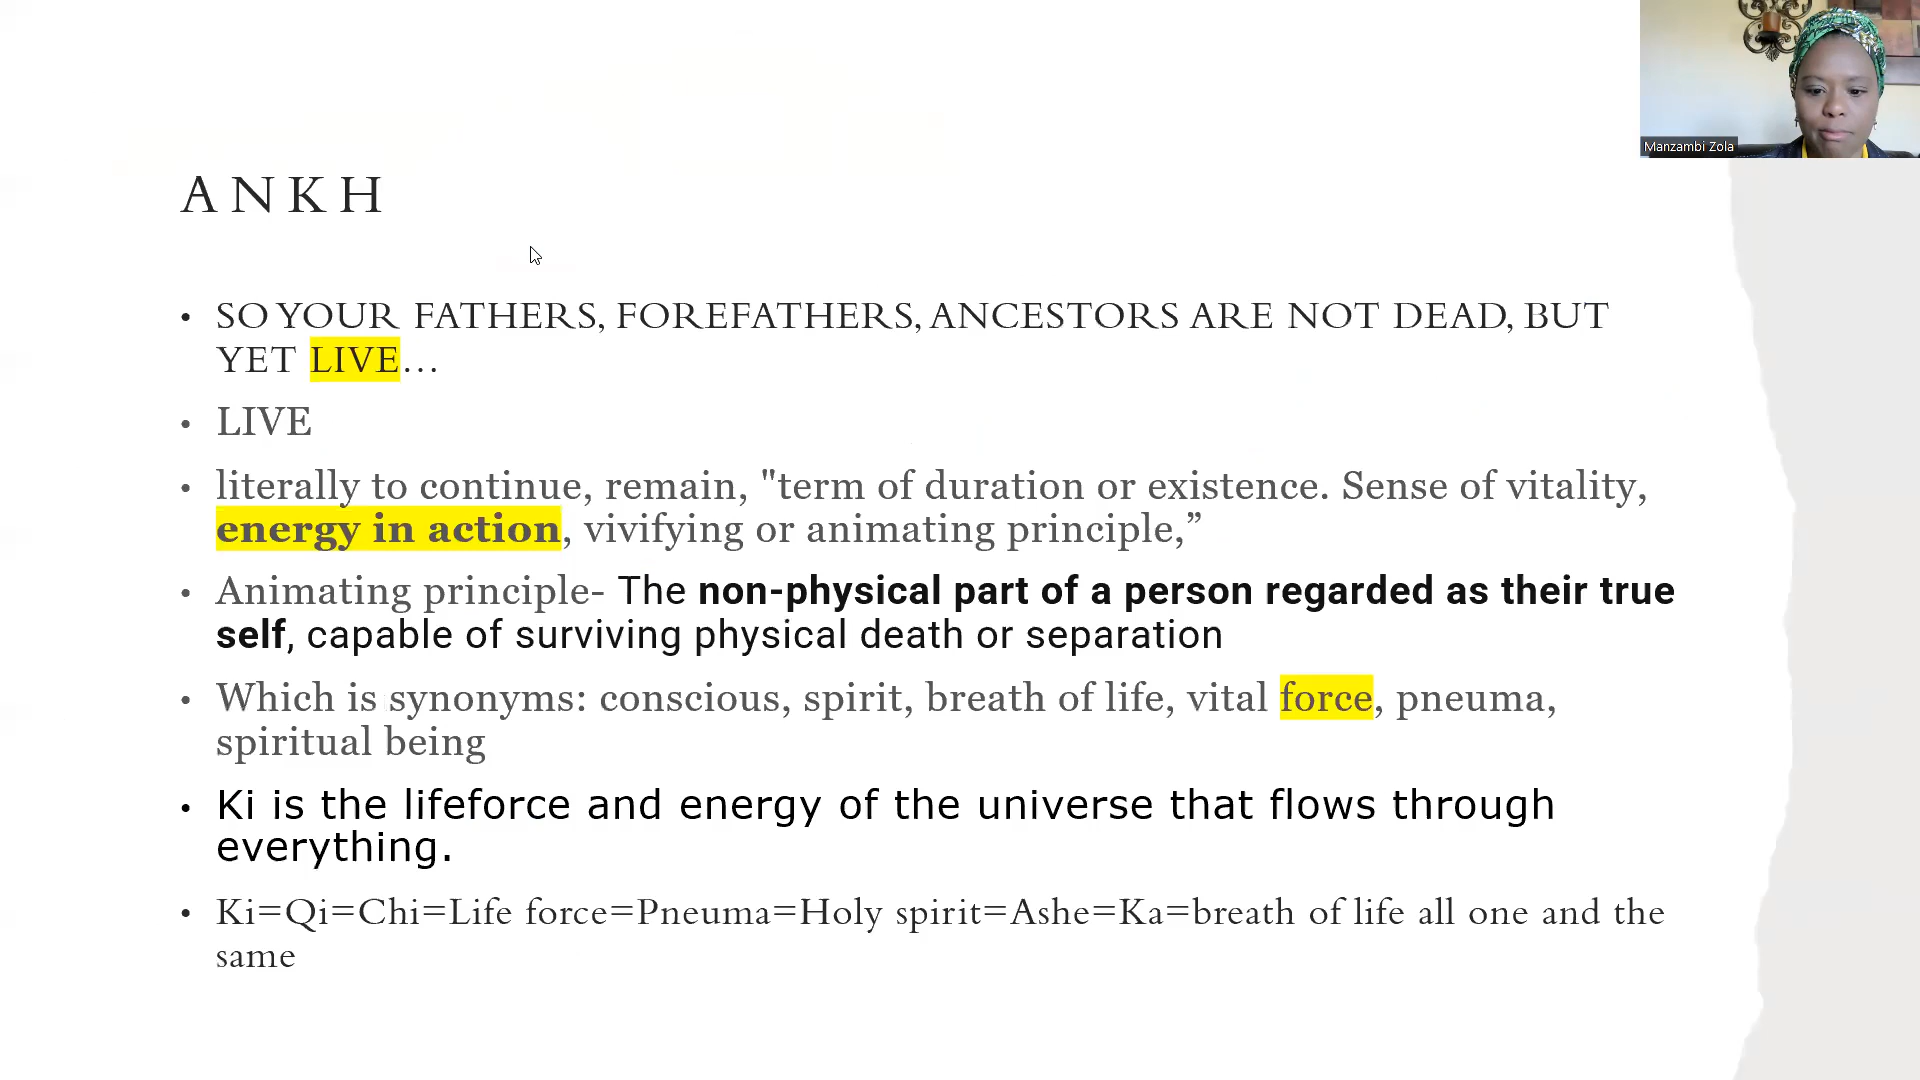 Manzambi Zola
ANKH
• SO YOUR FATHERS, FOREFATHERS, ANCESTORS ARE NOT DEAD, BUT
YET LIVE…
• LIVE
• literally to continue, remain, "term of duration or existence. Sense of vitality,
energy in action, vivifying or animating principle,”
• Animating principle- The non-physical part of a person regarded as their true
self, capable of surviving physical death or separation
• Which is synonyms: conscious, spirit, breath of life, vital force, pneuma,
spiritual being
• Ki is the lifeforce and energy of the universe that flows through
everything.
• Ki=Qi=Chi=Life force=Pneuma=Holy spirit=Ashe=Ka=breath of life all one and the
same